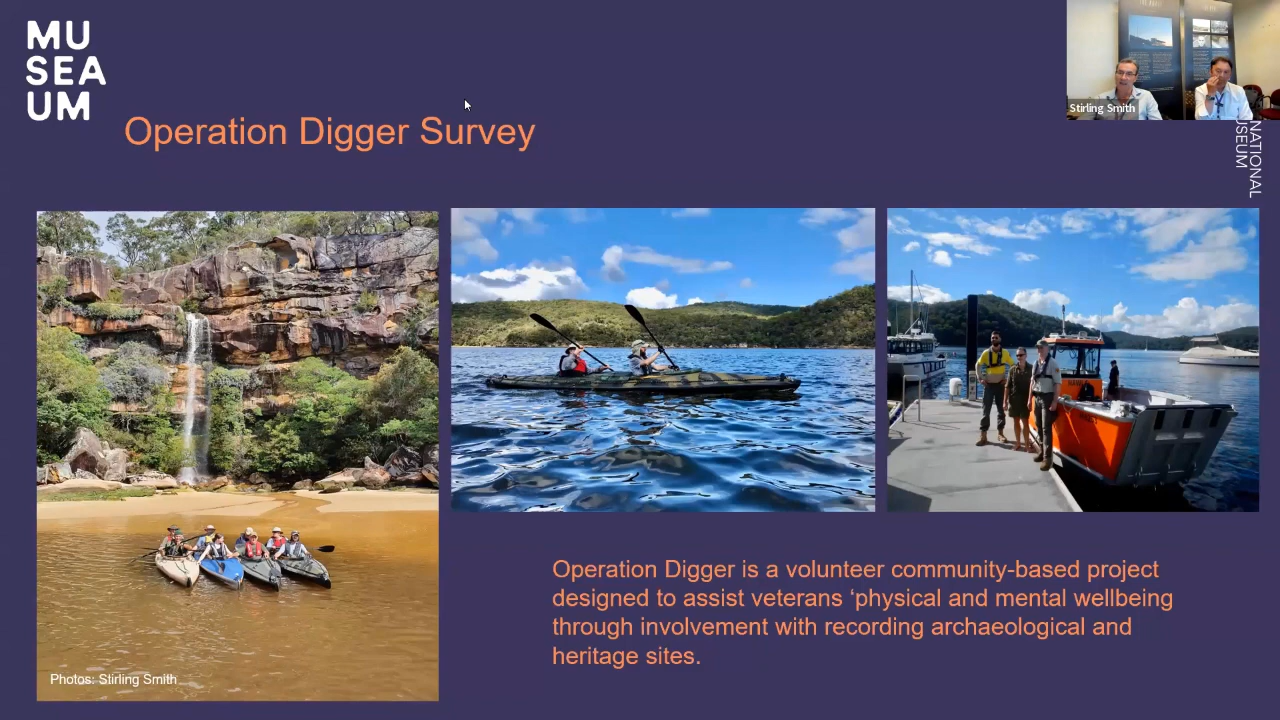 MU
SEA
UM
Operation Digger Survey
Stirling Smith
NATIONAL
USEUM
Operation Digger is a volunteer community-based project
designed to assist veterans ‘physical and mental wellbeing
through involvement with recording archaeological and
heritage sites.
Photos: Stirling Smith